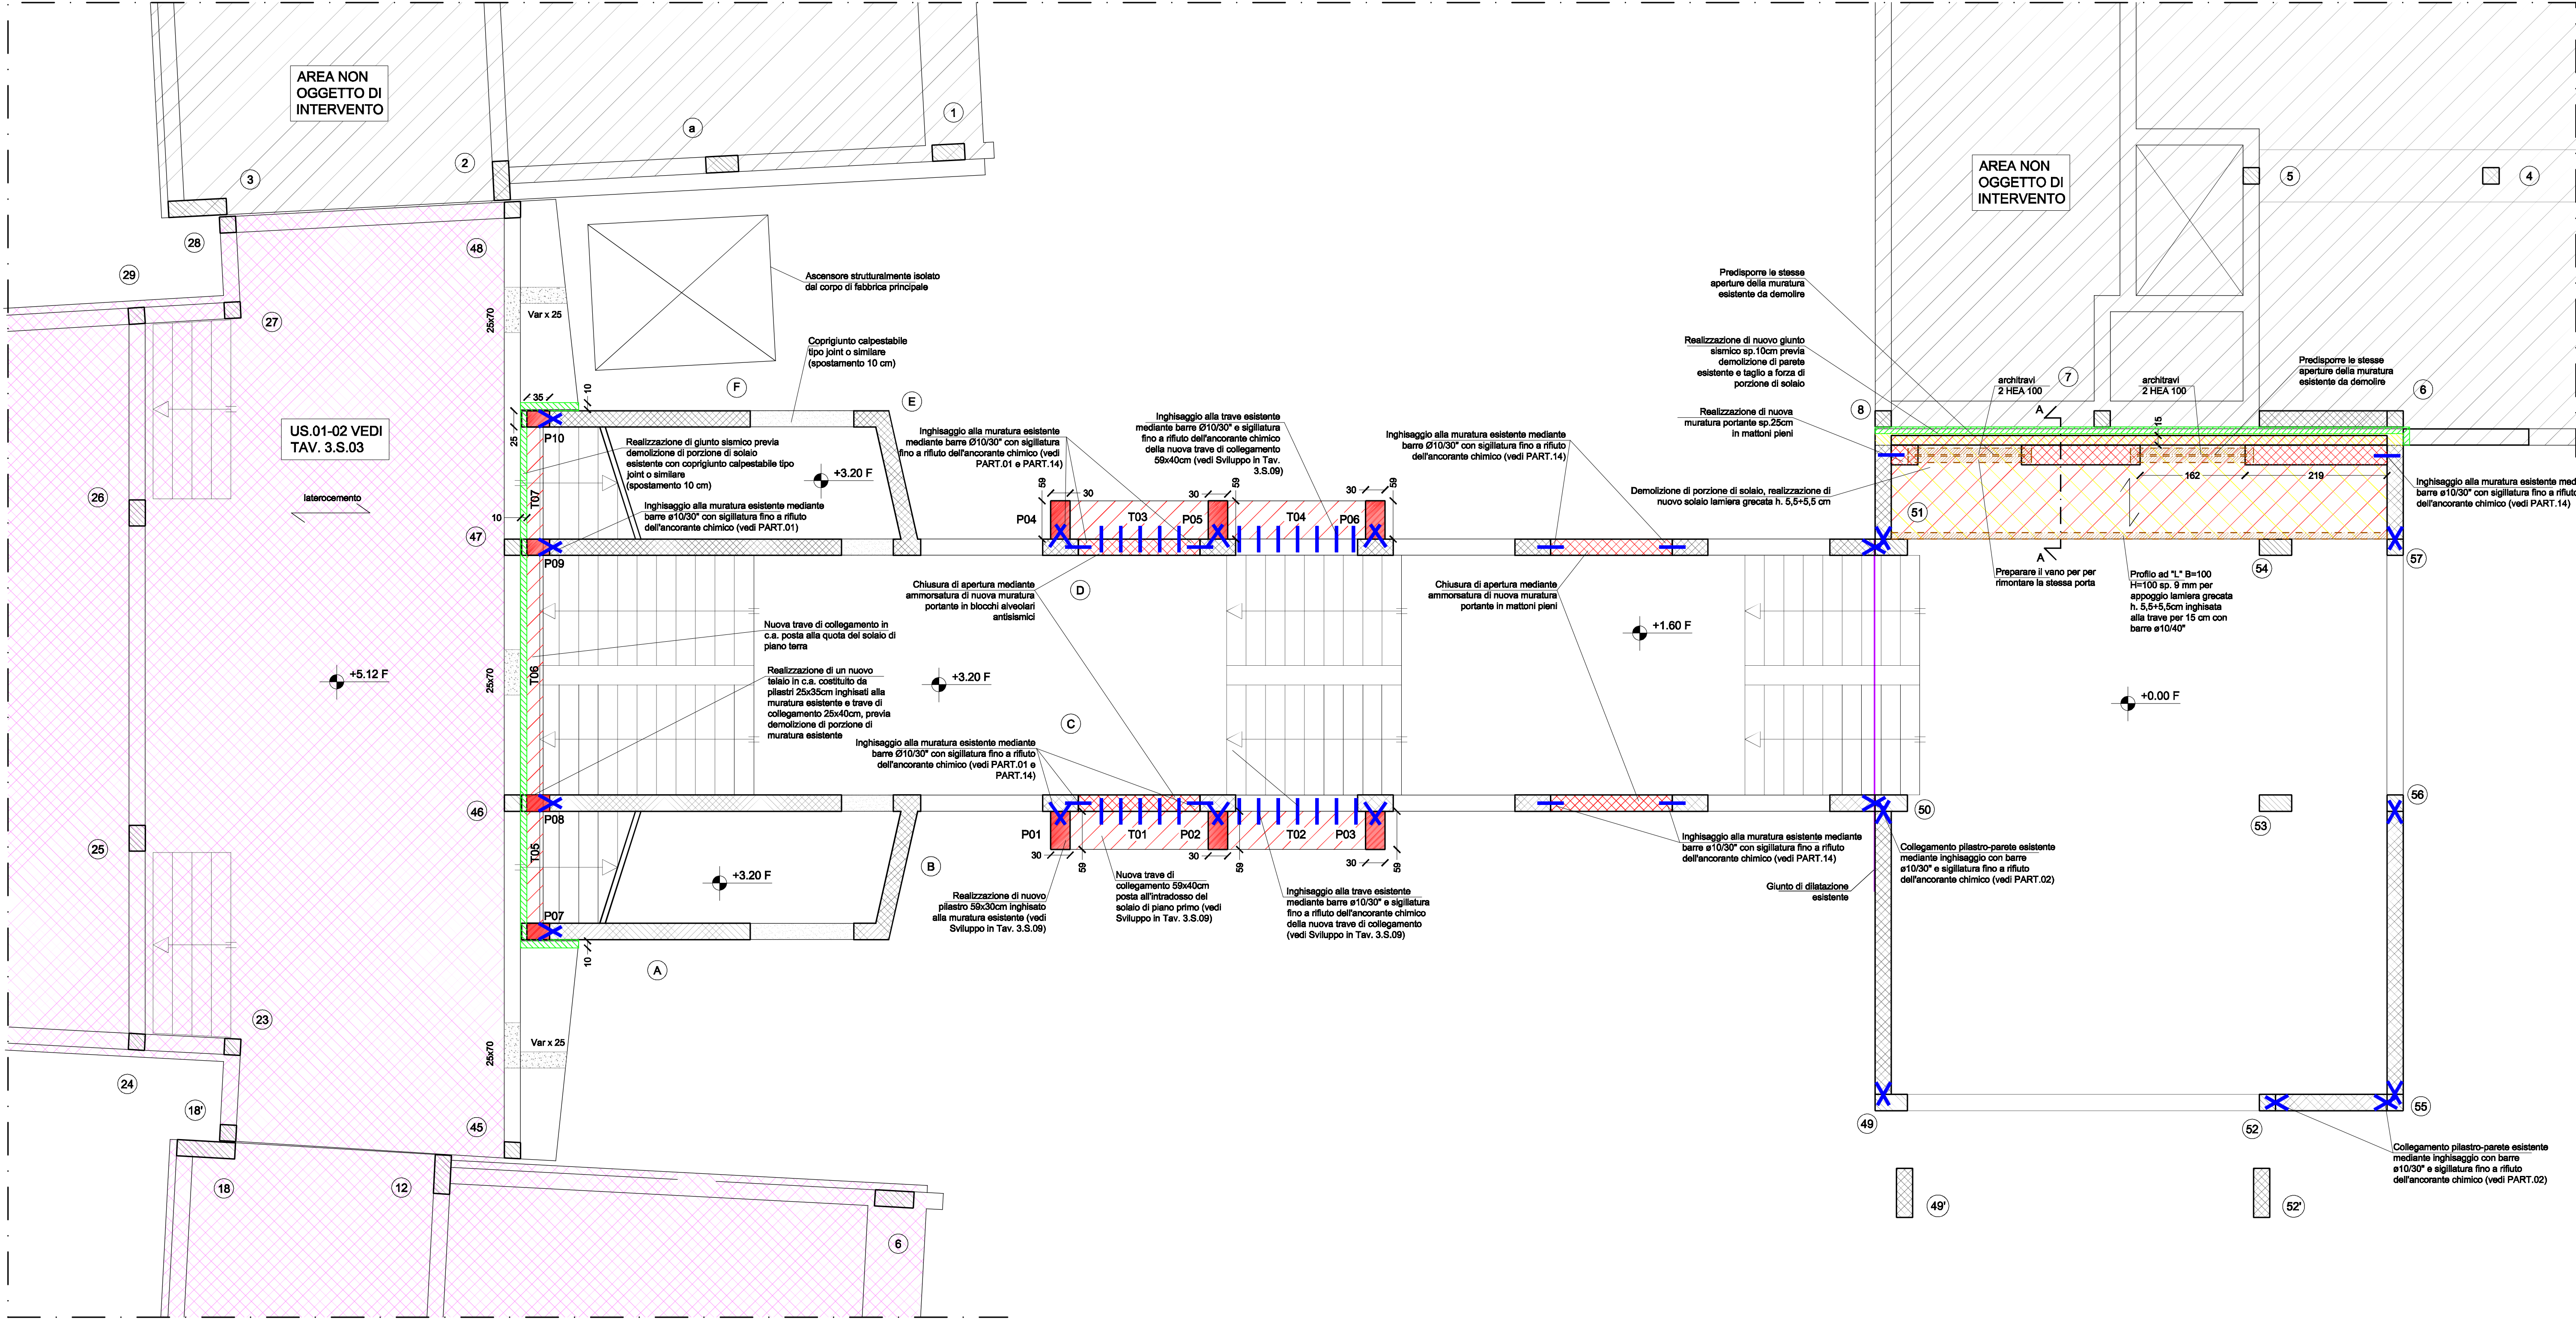 AREA NON
OGGETTO DI
INTERVENTO
1
a
2
3
28
29
48
27
Ascensore strutturalmente isolato
dal corpo di fabbrica principale
25x70
Var x 25
Coprigiunto calpestabile
tipo joint o similare
(spostamento 10 cm)
F
E
35
10
25
P10
US.01-02 VEDI
TAV. 3.S.03
Realizzazione di giunto sismico previa
demolizione di porzione di solaio
esistente con coprigiunto calpestabile tipo
joint o similare
(spostamento 10 cm)
+3.20 F
T07
26
laterocemento
10
Inghisaggio alla muratura esistente mediante
barre ø10/30" con sigillatura fino a rifiuto
dell'ancorante chimico (vedi PART.01)
47
P09
Inghisaggio alla muratura esistente
mediante barre Ø10/30" con sigillatura
fino a rifiuto dell'ancorante chimico (vedi
PART.01 e PART.14)
Inghisaggio alla trave esistente
mediante barre Ø10/30" e sigillatura
fino a rifiuto dell'ancorante chimico
della nuova trave di collegamento
59x40cm (vedi Sviluppo in Tav.
3.S.09)
Inghisaggio alla muratura esistente mediante
barre Ø10/30" con sigillatura fino a rifiuto
dell'ancorante chimico (vedi PART.14)
59
30
30
59
30
59
P04
T03
P05
T04
P06
Chiusura di apertura mediante
ammorsatura di nuova muratura
portante in blocchi alveolari
antisismici
D
Chiusura di apertura mediante
ammorsatura di nuova muratura
portante in mattoni pieni
+1.60 F
Nuova trave di collegamento in
c.a. posta alla quota del solaio di
piano terra
T06
25x70
+5.12 F
Realizzazione di un nuovo
telaio in c.a. costituito da
pilastri 25x35cm inghisati alla
muratura esistente e trave di
collegamento 25x40cm, previa
demolizione di porzione di
muratura esistente
+3.20 F
C
Inghisaggio alla muratura esistente mediante
barre Ø10/30" con sigillatura fino a rifiuto
dell'ancorante chimico (vedi PART.01 e
PART.14)
46
P08
25
T05
+3.20 F
B
P07
10
A
P01
T01
P02
T02
P03
30
59
30
59
30
59
Realizzazione di nuovo
pilastro 59x30cm inghisato
alla muratura esistente (vedi
Sviluppo in Tav. 3.S.09)
Nuova trave di
collegamento 59x40cm
posta all'intradosso del
solaio di piano primo (vedi
Sviluppo in Tav. 3.S.09)
Inghisaggio alla trave esistente
mediante barre ø10/30" e sigillatura
fino a rifiuto dell'ancorante chimico
della nuova trave di collegamento
(vedi Sviluppo in Tav. 3.S.09)
Inghisaggio alla muratura esistente mediante
barre ø10/30" con sigillatura fino a rifiuto
dell'ancorante chimico (vedi PART.14)
Giunto di dilatazione
esistente
23
25x70
Var x 25
24
18'
45
18
12
6
AREA NON
OGGETTO DI
INTERVENTO
5
4
Predisporre le stesse
aperture della muratura
esistente da demolire
Realizzazione di nuovo giunto
sismico sp.10cm previa
demolizione di parete
esistente e taglio a forza di
porzione di solaio
Realizzazione di nuova
muratura portante sp.25cm
in mattoni pieni
Demolizione di porzione di solaio, realizzazione di
nuovo solaio lamiera grecata h. 5,5+5,5 cm
8
architravi
2 HEA 100
7
architravi
2 HEA 100
Predisporre le stesse
aperture della muratura
esistente da demolire
6
A
15
162
219
Inghisaggio alla muratura esistente med
barre ø10/30" con sigillatura fino a rifiuto
dell'ancorante chimico (vedi PART.14)
51
A
Preparare il vano per per
rimontare la stessa porta
Profilo ad "L" B=100
H=100 sp. 9 mm per
appoggio lamiera grecata
h. 5,5+5,5cm inghisata
alla trave per 15 cm con
barre ø10/40"
54
57
+0.00 F
50
53
56
Collegamento pilastro-parete esistente
mediante inghisaggio con barre
ø10/30" e sigillatura fino a rifiuto
dell'ancorante chimico (vedi PART.02)
49
52
55
Collegamento pilastro-parete esistente
mediante inghisaggio con barre
ø10/30" e sigillatura fino a rifiuto
dell'ancorante chimico (vedi PART.02)
49'
52'